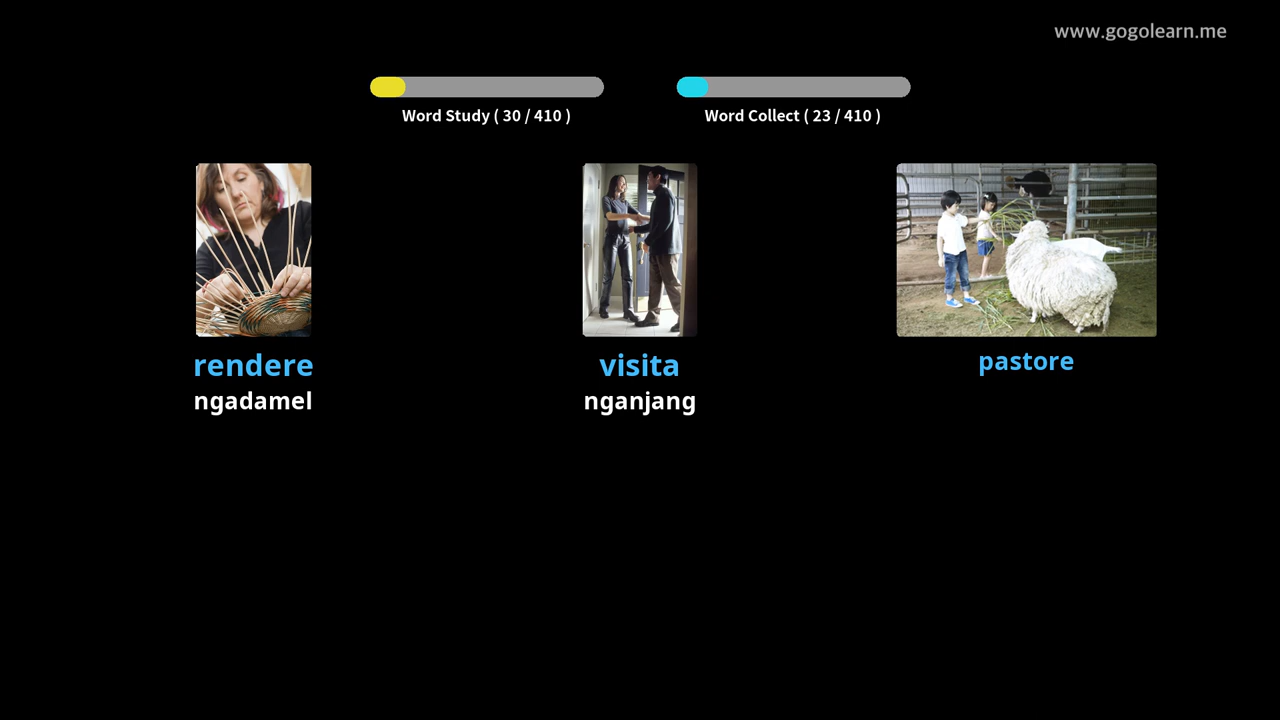 www.gogolearn.me
Word Study ( 30 / 410 )
Word Collect ( 23 / 410 )
rendere
ngadamel
visita
nganjang
pastore